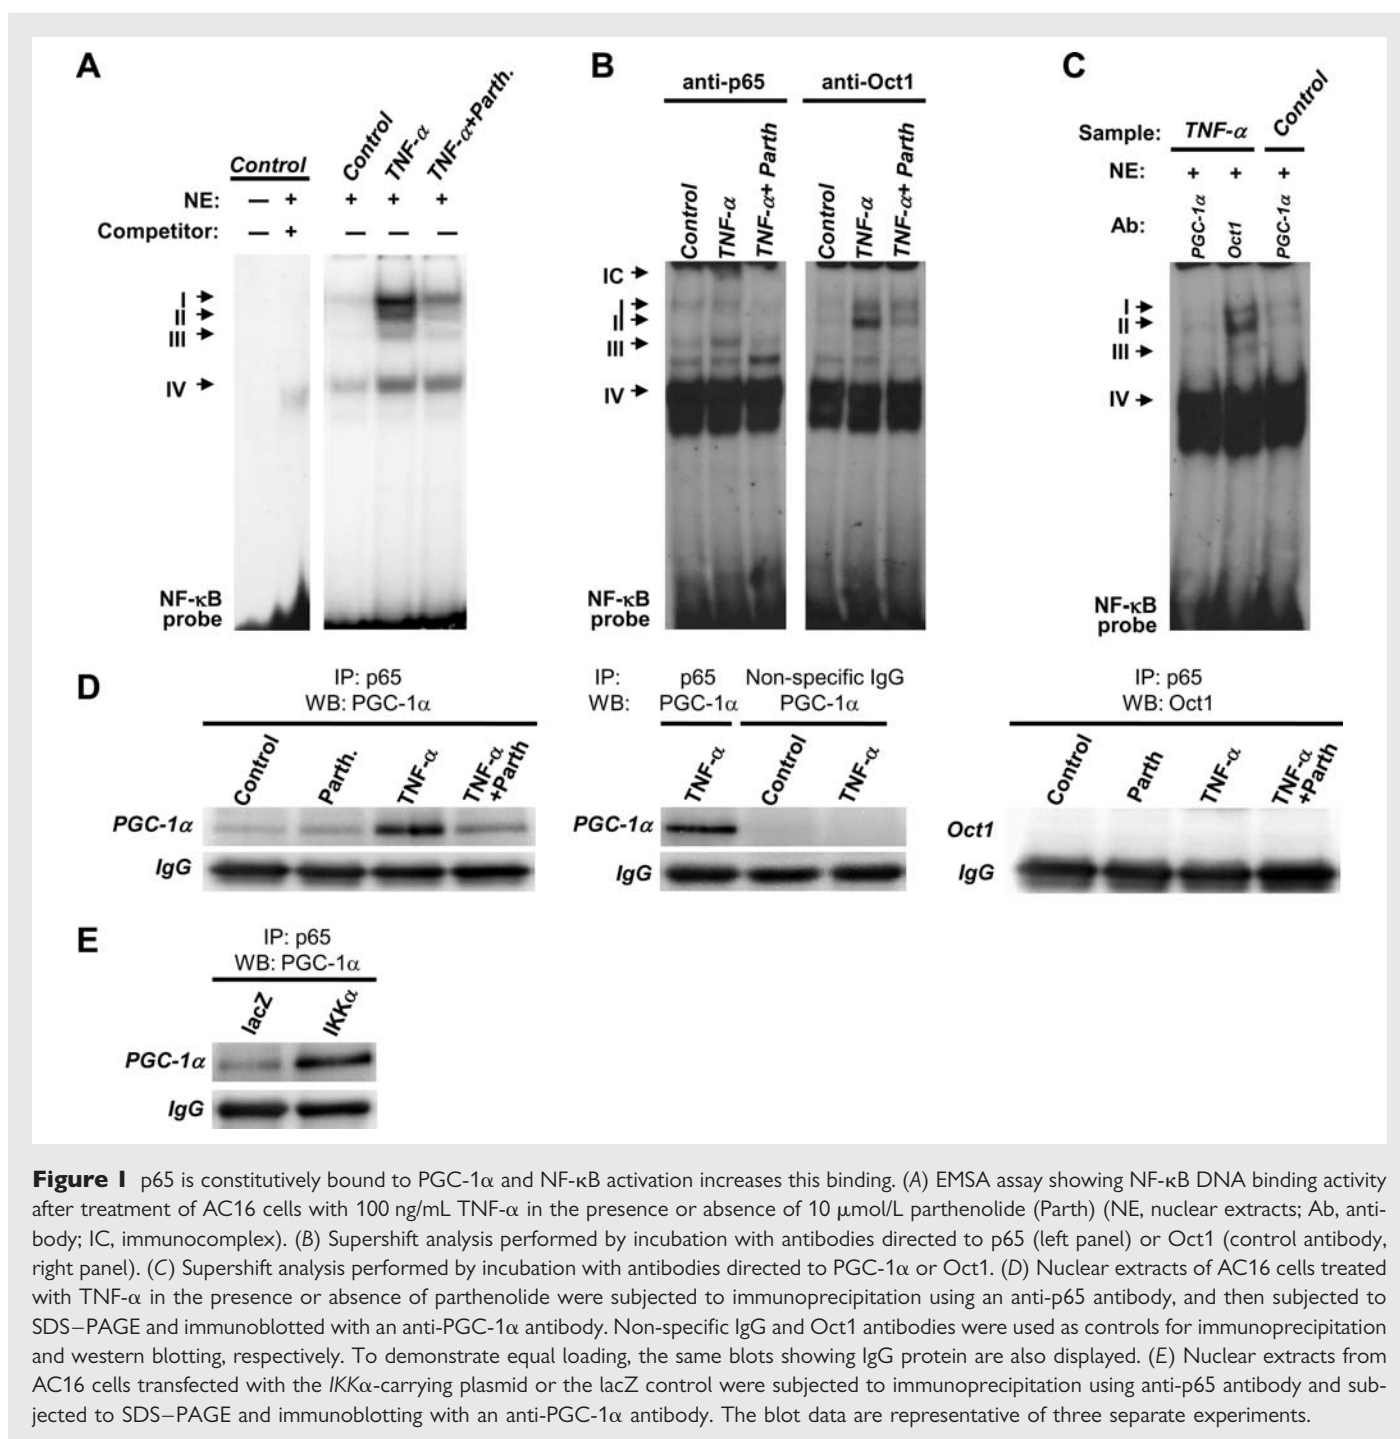 A
Control
Control
TNF-α
TNF-α+Parth.
NE: — + + + +
Competitor: — + — — —
I
II
III
IV
NF-κB
probe
B
anti-p65 anti-Oct1
Control
TNF-α
TNF-α+ Parth
Control
TNF-α
TNF-α+ Parth
IC
I
II
III
IV
NF-κB
probe
C
Sample: TNF-α Control
NE: + + +
Ab: PGC-1α Oct1 PGC-1α
I
II
III
IV
NF-κB
probe
D
IP: p65
WB: PGC-1α
Control
Parth.
TNF-α
TNF-α
+Parth
PGC-1α
IgG
IP: p65 Non-specific IgG
WB: PGC-1α PGC-1α
TNF-α
Control
TNF-α
PGC-1α
IgG
IP: p65
WB: Oct1
Control
Parth
TNF-α
TNF-α
+Parth
Oct1
IgG
E
IP: p65
WB: PGC-1α
lacZ
IKKα
PGC-1α
IgG
Figure 1 p65 is constitutively bound to PGC-1α and NF-κB activation increases this binding. (A) EMSA assay showing NF-κB DNA binding activity
after treatment of AC16 cells with 100 ng/mL TNF-α in the presence or absence of 10 μmol/L parthenolide (Parth) (NE, nuclear extracts; Ab, anti-
body; IC, immunocomplex). (B) Supershift analysis performed by incubation with antibodies directed to p65 (left panel) or Oct1 (control antibody,
right panel). (C) Supershift analysis performed by incubation with antibodies directed to PGC-1α or Oct1. (D) Nuclear extracts of AC16 cells treated
with TNF-α in the presence or absence of parthenolide were subjected to immunoprecipitation using an anti-p65 antibody, and then subjected to
SDS–PAGE and immunoblotted with an anti-PGC-1α antibody. Non-specific IgG and Oct1 antibodies were used as controls for immunoprecipitation
and western blotting, respectively. To demonstrate equal loading, the same blots showing IgG protein are also displayed. (E) Nuclear extracts from
AC16 cells transfected with the IKKα-carrying plasmid or the lacZ control were subjected to immunoprecipitation using anti-p65 antibody and sub-
jected to SDS–PAGE and immunoblotting with an anti-PGC-1α antibody. The blot data are representative of three separate experiments.